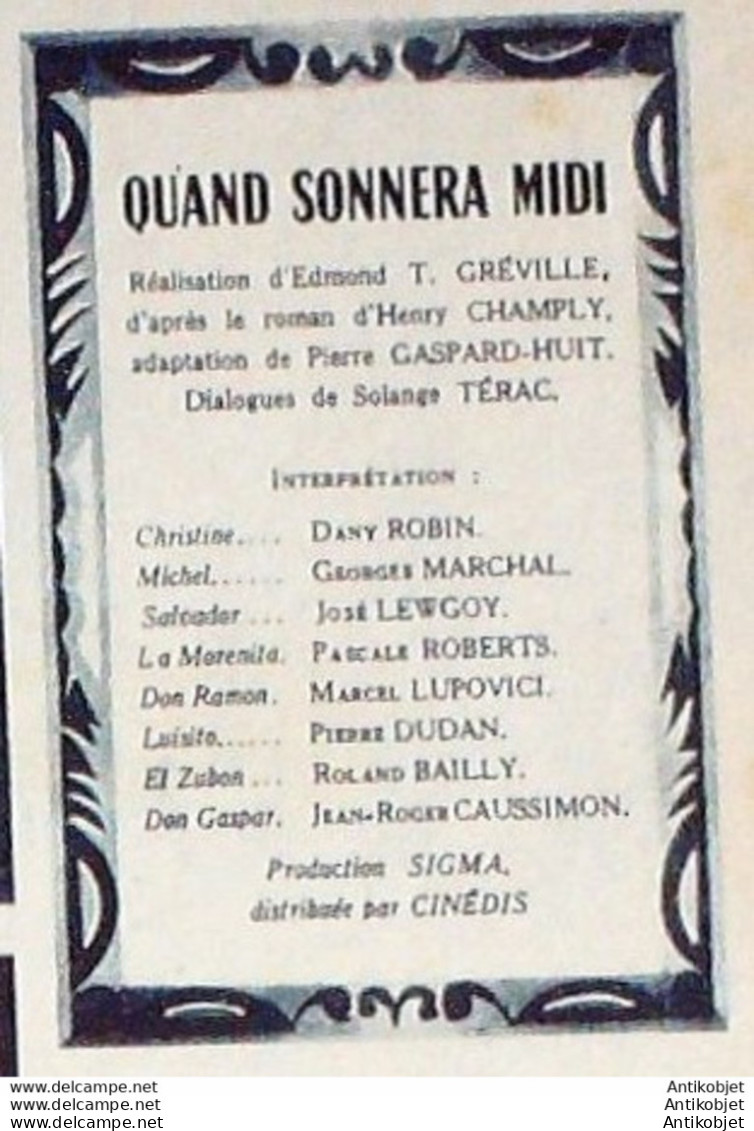 QUAND SONNERA MIDI
Réalisation d'Edmond T. GRÉVILLE,
d'après le roman d'Henry CHAMPLY,
adaptation de Pierre GASPARD-HUIT.
Dialogues de Solange TÉRAC.
INTERPRÉTATION :
Christine.... DANY ROBIN.
Michel...... GEORGES MARCHAL.
Salvador ... JOSÉ LEWGOY.
La Morenita. PASCALE ROBERTS.
Don Ramon. MARCEL LUPOVICI.
Luisito...... PIERRE DUDAN.
El Zubon ... ROLAND BAILLY.
Don Gaspar. JEAN-ROGER CAUSSIMON.
Production SIGMA,
distribuée par CINÉDIS
www.delcampe.net Antikobjet
www.delcampe.net Antikobjet
www.delcampe.net Antikobjet